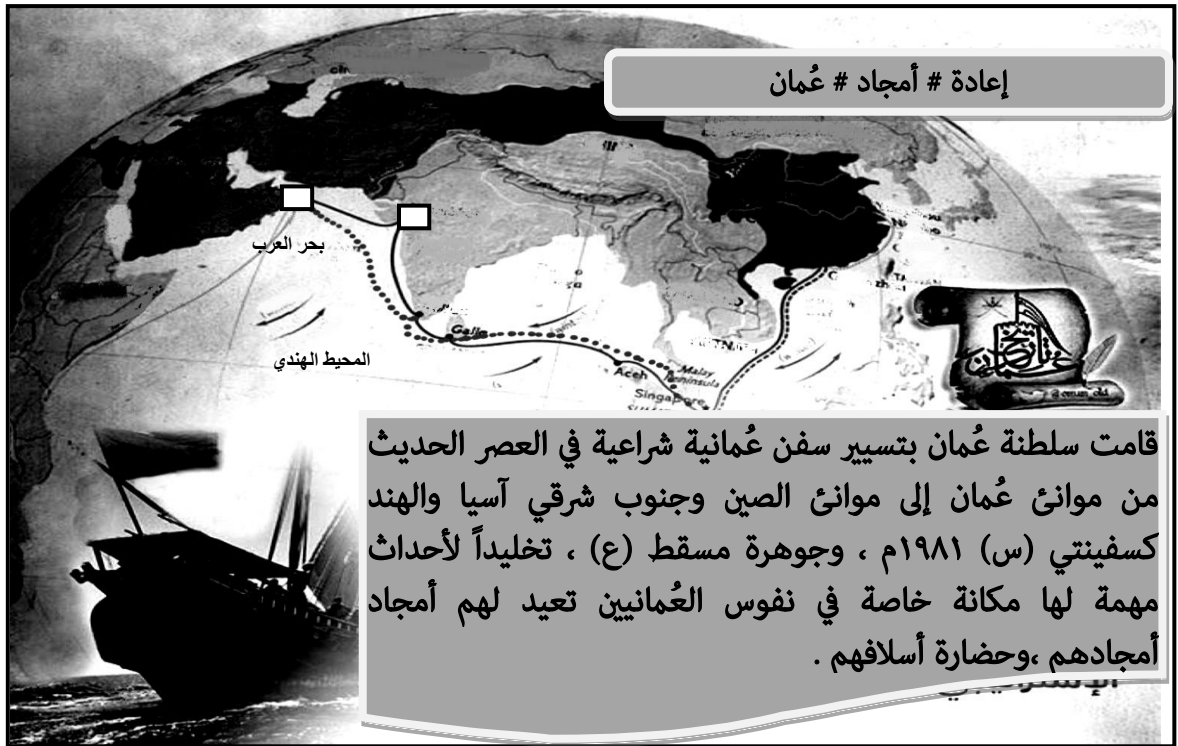 إعادة # أمجاد # عُمان
بحر العرب
المحيط الهندي
Galle
Aceh
Malay
Peninsula
Singapore
@oman_old
قامت سلطنة عُمان بتسيير سفن عُمانية شراعية في العصر الحديث
من موانئ عُمان إلى موانئ الصين وجنوب شرقي آسيا والهند
كسفينتي (س) ١٩٨١م ، وجوهرة مسقط (ع) ، تخليداً لأحداث
مهمة لها مكانة خاصة في نفوس العُمانيين تعيد لهم أمجاد
أمجادهم ،وحضارة أسلافهم .